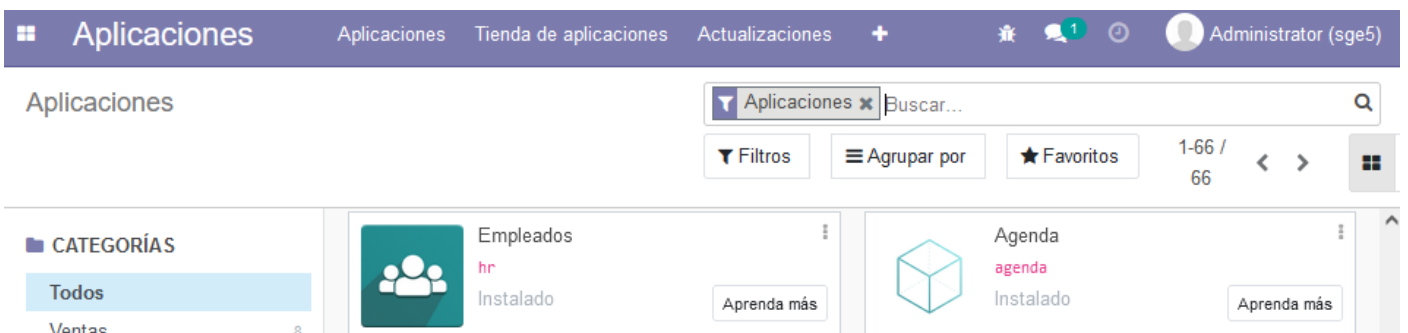 Aplicaciones Aplicaciones Tienda de aplicaciones Actualizaciones 1 Administrator (sge5)
Aplicaciones
Aplicaciones Buscar...
Filtros Agrupar por Favoritos 1-66 /
66
CATEGORÍAS
Todos
Ventas 8
Empleados
hr
Instalado Aprenda más
Agenda
agenda
Instalado Aprenda más